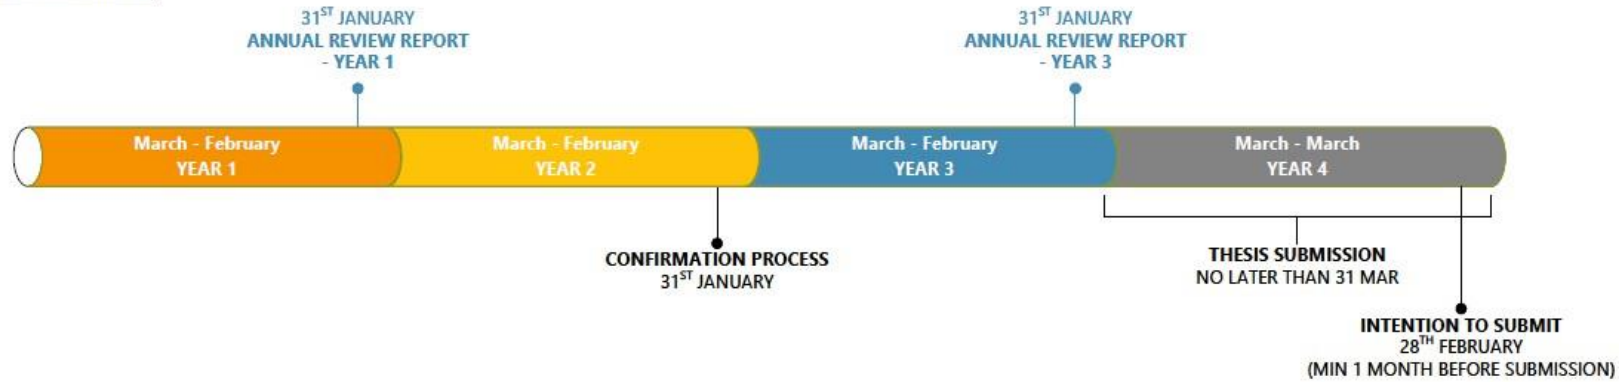 31ST JANUARY
ANNUAL REVIEW REPORT
- YEAR 1
31ST JANUARY
ANNUAL REVIEW REPORT
- YEAR 3
March - February
YEAR 1
March - February
YEAR 2
March - February
YEAR 3
March - March
YEAR 4
CONFIRMATION PROCESS
31ST JANUARY
THESIS SUBMISSION
NO LATER THAN 31 MAR
INTENTION TO SUBMIT
28TH FEBRUARY
(MIN 1 MONTH BEFORE SUBMISSION)